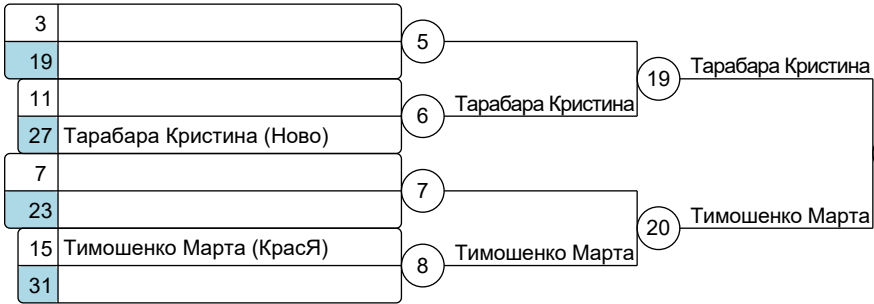 3
5
19
19 Тарабара Кристина
11
6 Тарабара Кристина
27 Тарабара Кристина (Ново)
7
7
23
20 Тимошенко Марта
15 Тимошенко Марта (КрасЯ)
8 Тимошенко Марта
31